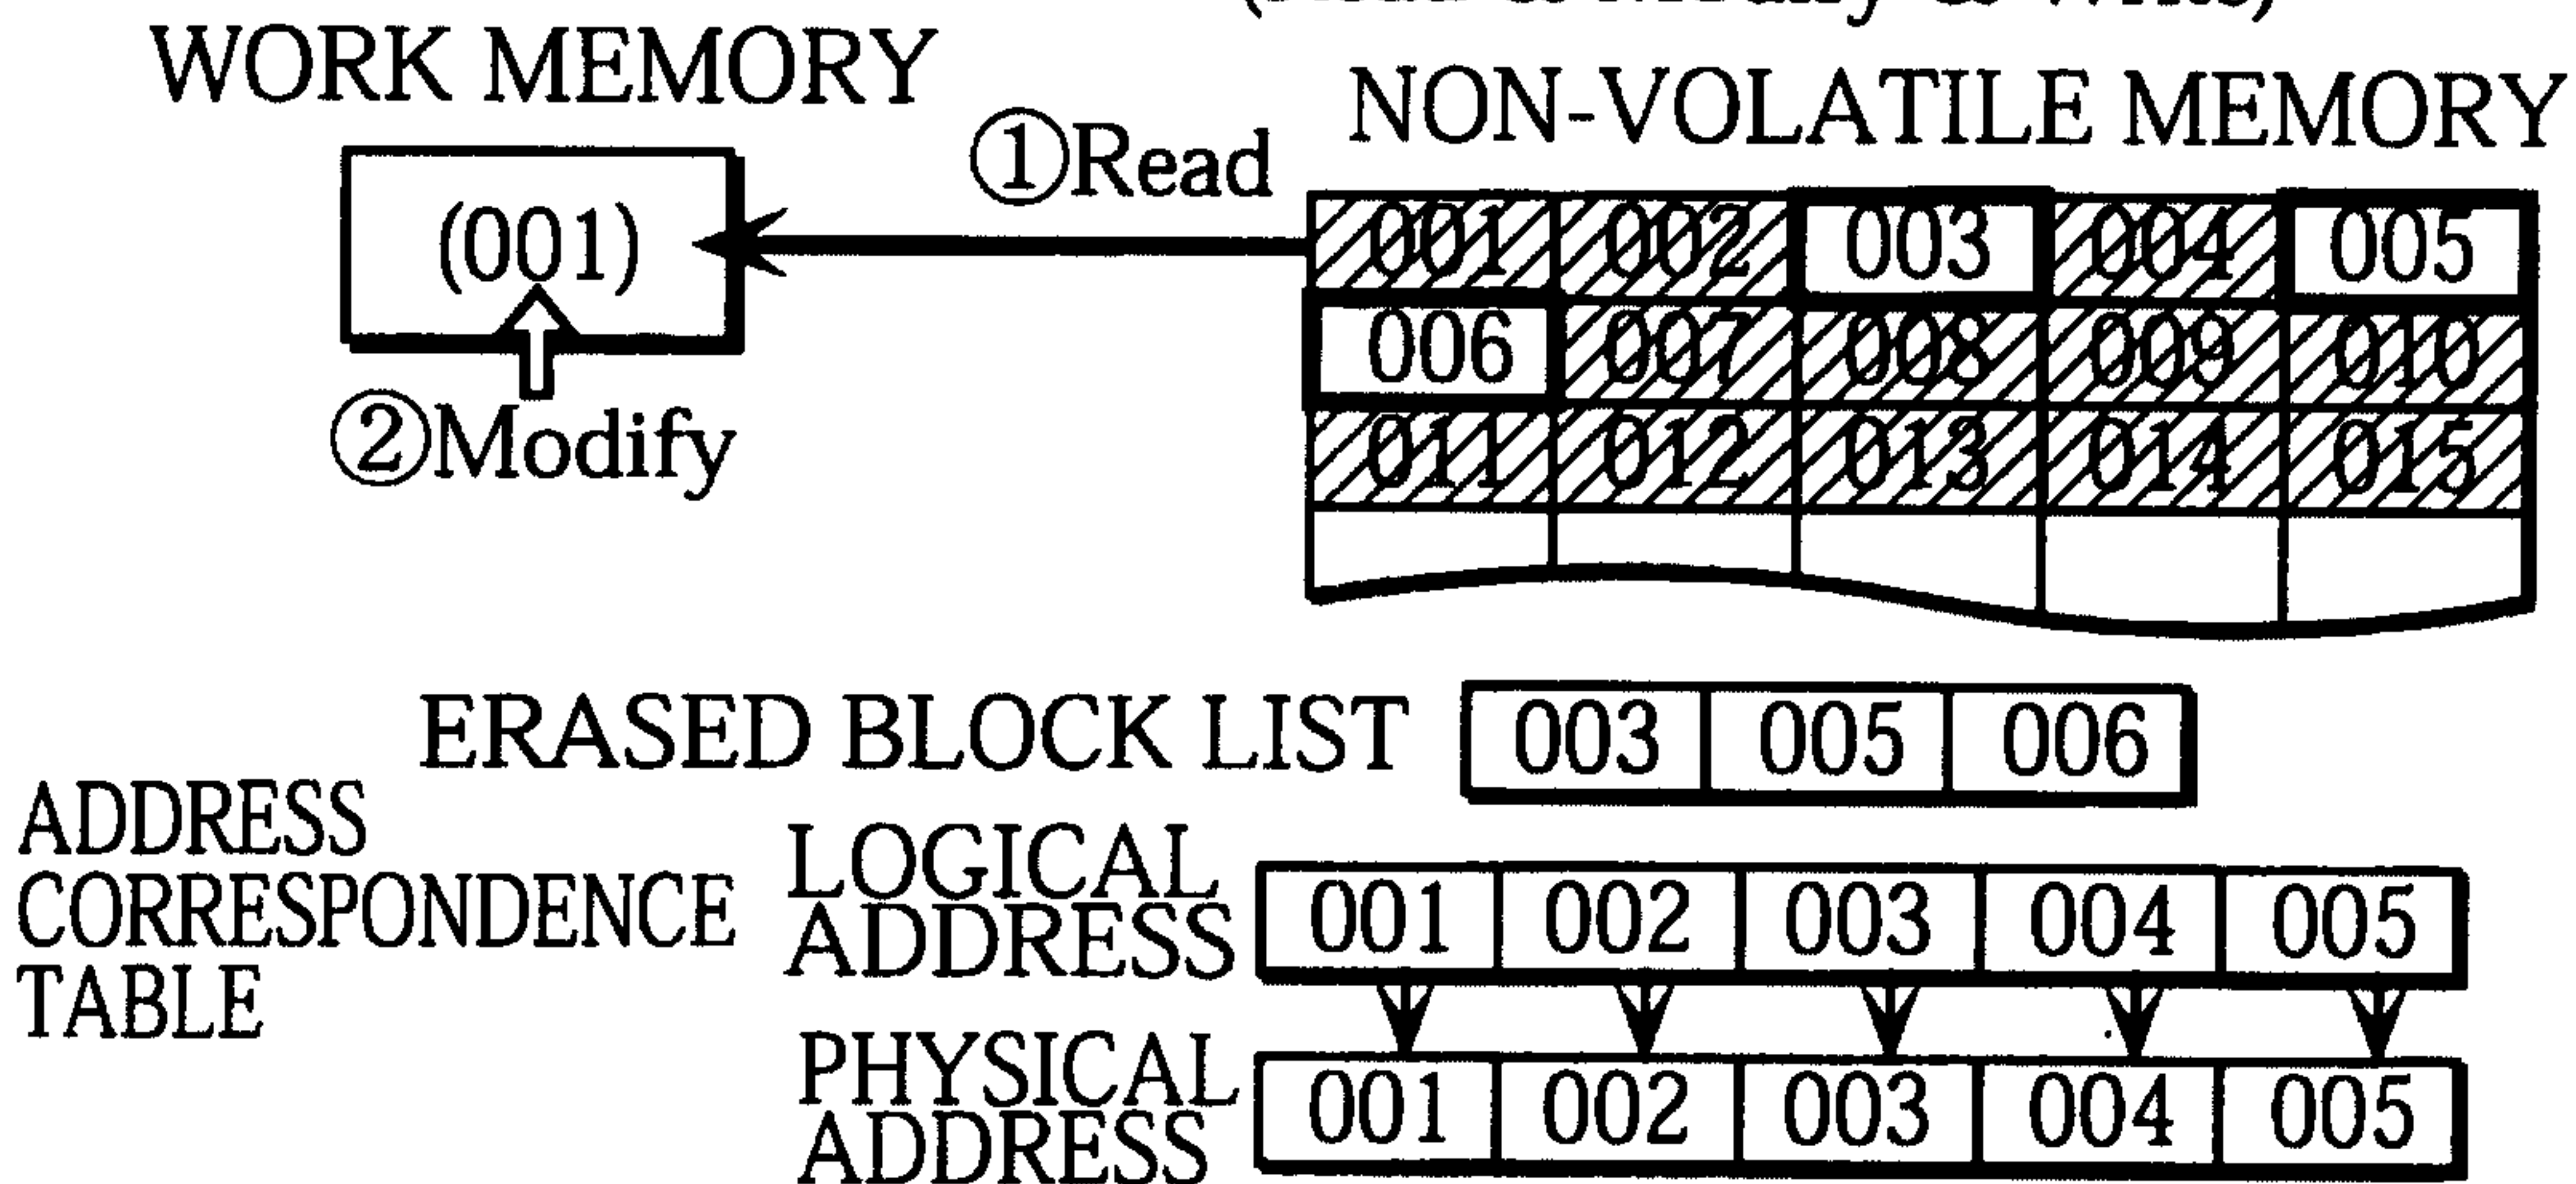 WORK MEMORY
NON-VOLATILE MEMORY
①Read
(001)
②Modify
001 002 003 004 005
006 007 008 009 010
011 012 013 014 015
ERASED BLOCK LIST 003 005 006
ADDRESS
CORRESPONDENCE
TABLE
LOGICAL
ADDRESS
001 002 003 004 005
PHYSICAL
ADDRESS
001 002 003 004 005